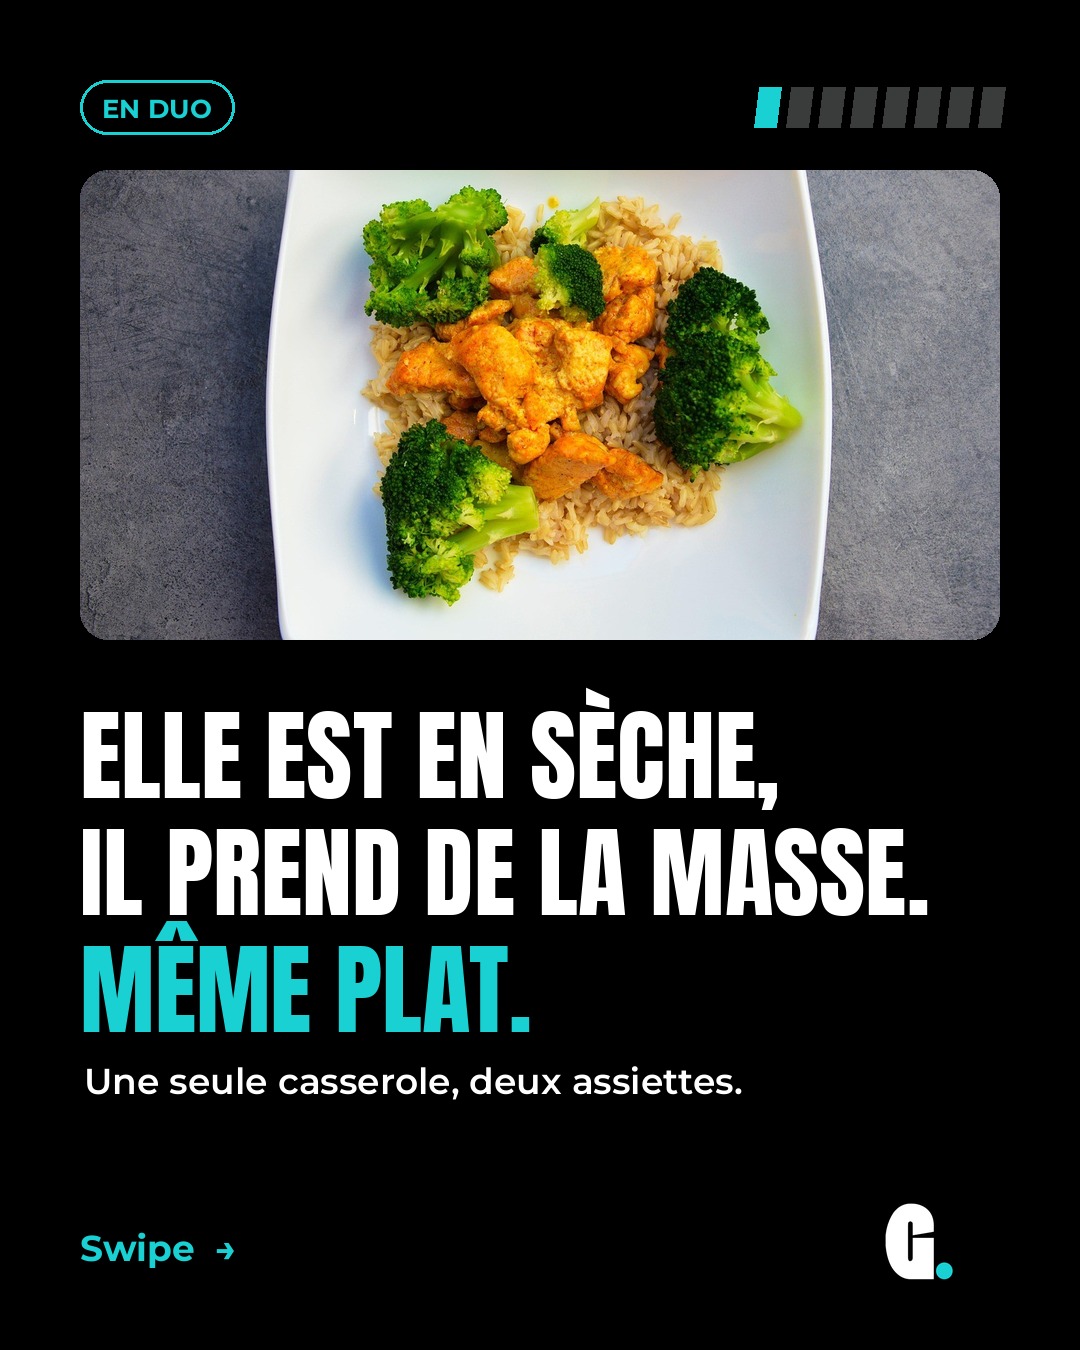 EN DUO
ELLE EST EN SÈCHE,
IL PREND DE LA MASSE.
MÊME PLAT.
Une seule casserole, deux assiettes.
Swipe →
G.